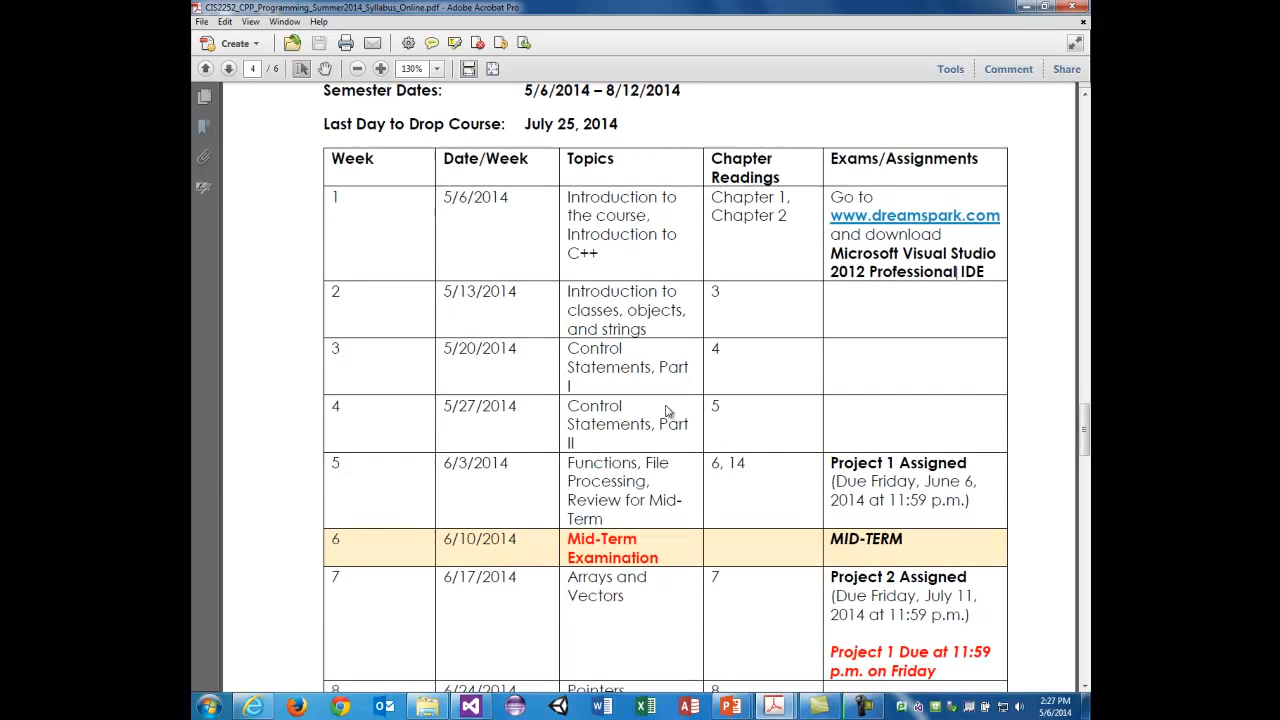 CIS2252_CPP_Programming_Summer2014_Syllabus_Online.pdf - Adobe Acrobat Pro
File Edit View Window Help
Create
4 / 6 130% Tools Comment Share
Semester Dates: 5/6/2014 – 8/12/2014
Last Day to Drop Course: July 25, 2014
Week Date/Week Topics Chapter Readings Exams/Assignments
1 5/6/2014 Introduction to Chapter 1, Go to
the course, Chapter 2 www.dreamspark.com
Introduction to and download
C++ Microsoft Visual Studio
2012 Professional IDE
2 5/13/2014 Introduction to 3
classes, objects,
and strings
3 5/20/2014 Control 4
Statements, Part
I
4 5/27/2014 Control 5
Statements, Part
II
5 6/3/2014 Functions, File 6, 14 Project 1 Assigned
Processing, (Due Friday, June 6,
Review for Mid- 2014 at 11:59 p.m.)
Term
6 6/10/2014 Mid-Term MID-TERM
Examination
7 6/17/2014 Arrays and 7 Project 2 Assigned
Vectors (Due Friday, July 11,
2014 at 11:59 p.m.)
Project 1 Due at 11:59
p.m. on Friday
8 6/24/2014 Pointers 8
2:27 PM
5/6/2014